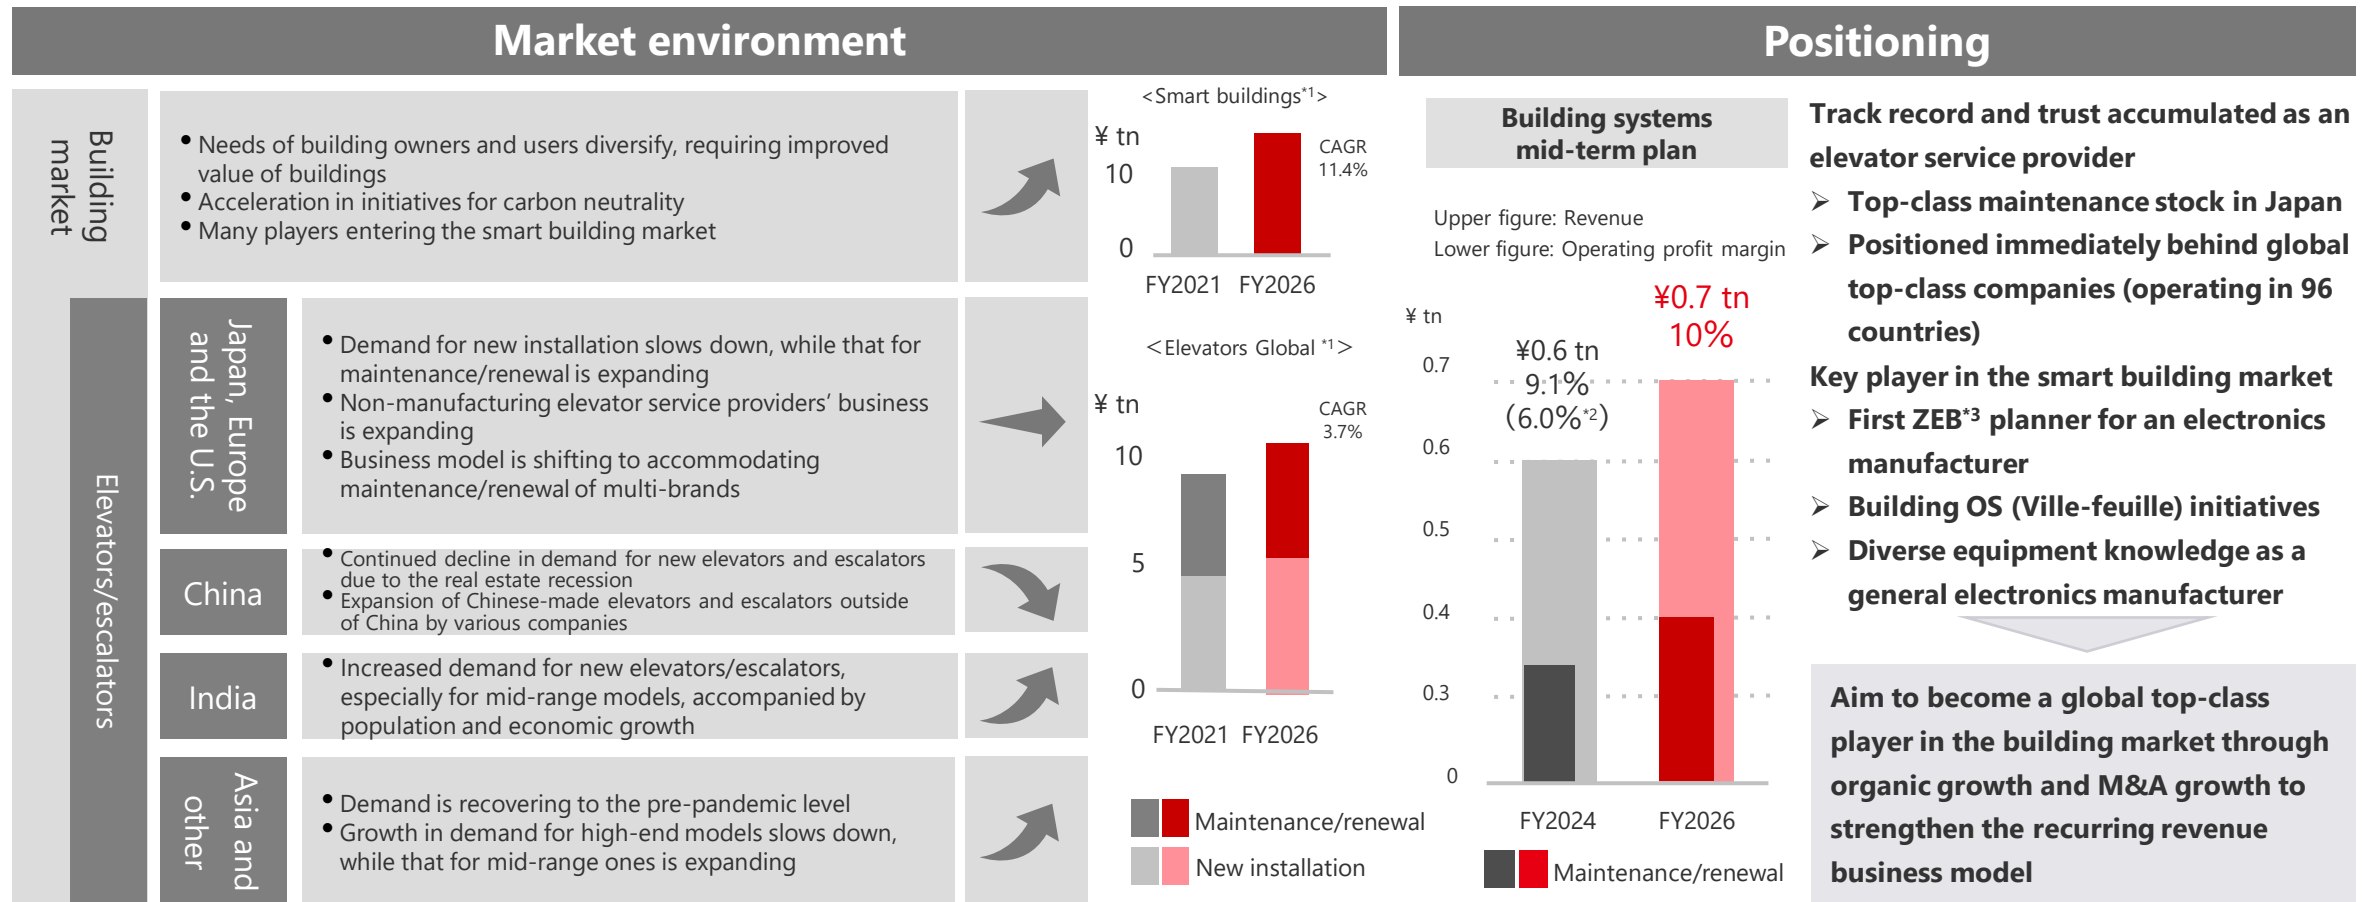 Market environment
Building
market
• Needs of building owners and users diversify, requiring improved
value of buildings
• Acceleration in initiatives for carbon neutrality
• Many players entering the smart building market
Elevators/escalators
Japan, Europe
and the U.S.
• Demand for new installation slows down, while that for
maintenance/renewal is expanding
• Non-manufacturing elevator service providers’ business
is expanding
• Business model is shifting to accommodating
maintenance/renewal of multi-brands
China
• Continued decline in demand for new elevators and escalators
due to the real estate recession
• Expansion of Chinese-made elevators and escalators outside
of China by various companies
India
• Increased demand for new elevators/escalators,
especially for mid-range models, accompanied by
population and economic growth
Asia and
other
• Demand is recovering to the pre-pandemic level
• Growth in demand for high-end models slows down,
while that for mid-range ones is expanding
<Smart buildings*1>
¥ tn
10
0
CAGR
11.4%
FY2021 FY2026
<Elevators Global *1>
¥ tn
10
5
0
CAGR
3.7%
FY2021 FY2026
Maintenance/renewal
New installation
Positioning
Building systems
mid-term plan
Upper figure: Revenue
Lower figure: Operating profit margin
¥ tn
0.7
0.6
0.5
0.4
0.3
0
¥0.6 tn
9.1%
(6.0%*2)
¥0.7 tn
10%
FY2024 FY2026
Maintenance/renewal
Track record and trust accumulated as an
elevator service provider
➢ Top-class maintenance stock in Japan
➢ Positioned immediately behind global
top-class companies (operating in 96
countries)
Key player in the smart building market
➢ First ZEB*3 planner for an electronics
manufacturer
➢ Building OS (Ville-feuille) initiatives
➢ Diverse equipment knowledge as a
general electronics manufacturer
Aim to become a global top-class
player in the building market through
organic growth and M&A growth to
strengthen the recurring revenue
business model